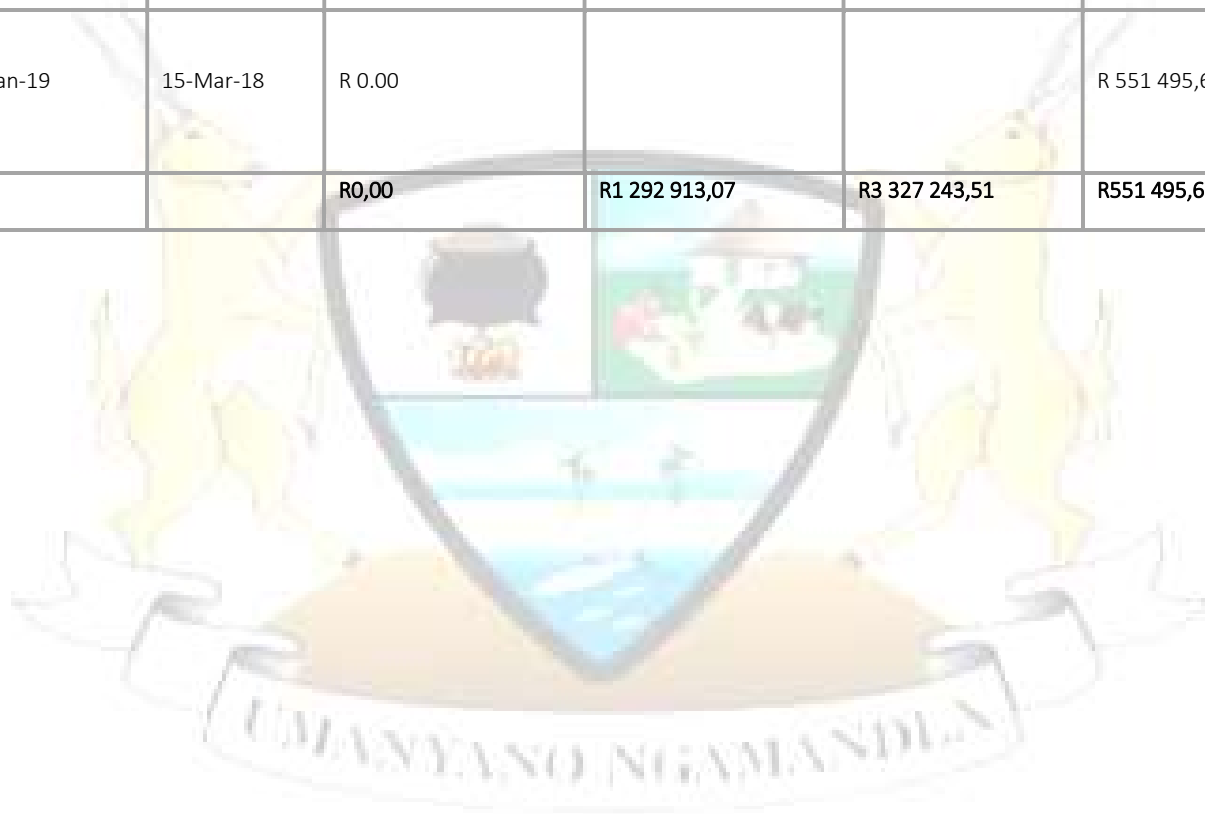 an-19 15-Mar-18 R 0.00 R 551 495,6
R0,00 R1 292 913,07 R3 327 243,51 R551 495,6
UMANYANO NGAMANDLA